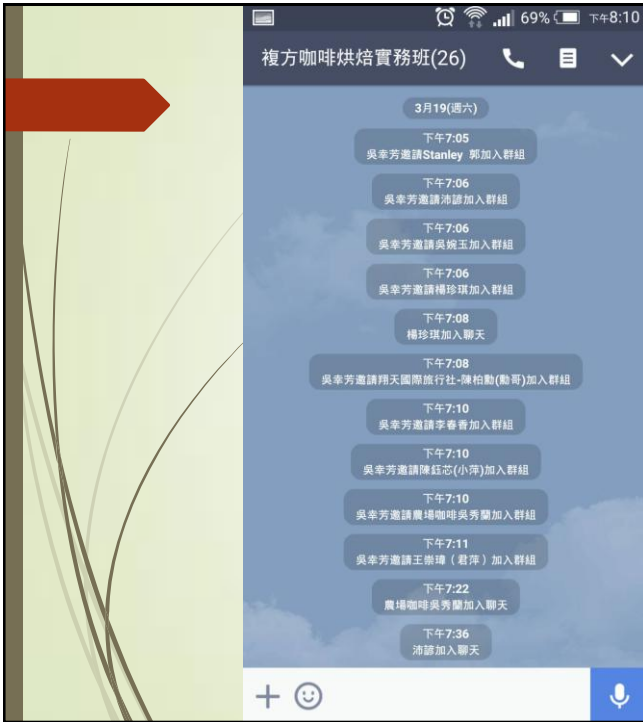 69% 下午8:10
複方咖啡烘焙實務班(26)
3月19(週六)
下午7:05
吳幸芳邀請Stanley 郭加入群組
下午7:06
吳幸芳邀請沛諺加入群組
下午7:06
吳幸芳邀請吳婉玉加入群組
下午7:06
吳幸芳邀請楊珍琪加入群組
下午7:08
楊珍琪加入聊天
下午7:08
吳幸芳邀請翔天國際旅行社-陳柏勳(勳哥)加入群組
下午7:10
吳幸芳邀請李春香加入群組
下午7:10
吳幸芳邀請陳鈺芯(小萍)加入群組
下午7:10
吳幸芳邀請農場咖啡吳秀蘭加入群組
下午7:11
吳幸芳邀請王崇瑋（君萍）加入群組
下午7:22
農場咖啡吳秀蘭加入聊天
下午7:36
沛諺加入聊天